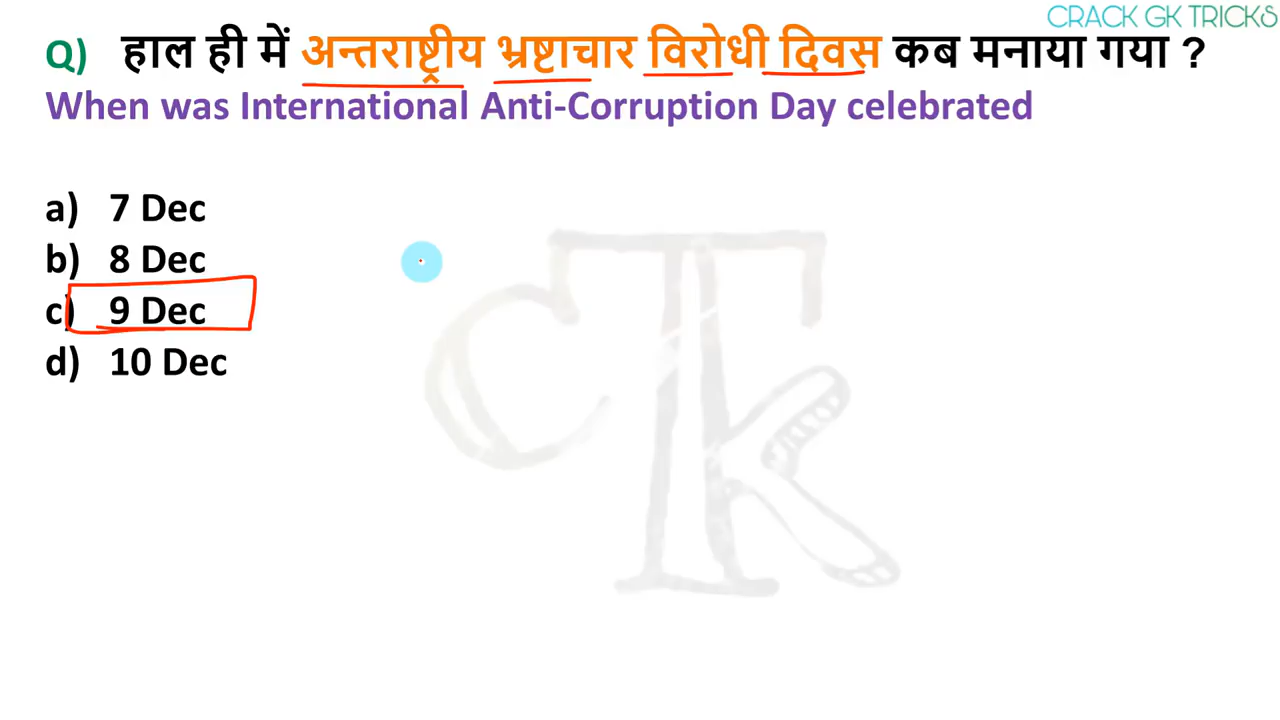 CRACK GK TRICKS
Q) हाल ही में अन्तराष्ट्रीय भ्रष्टाचार विरोधी दिवस कब मनाया गया ?
When was International Anti-Corruption Day celebrated
a) 7 Dec
b) 8 Dec
c) 9 Dec
d) 10 Dec
CTk